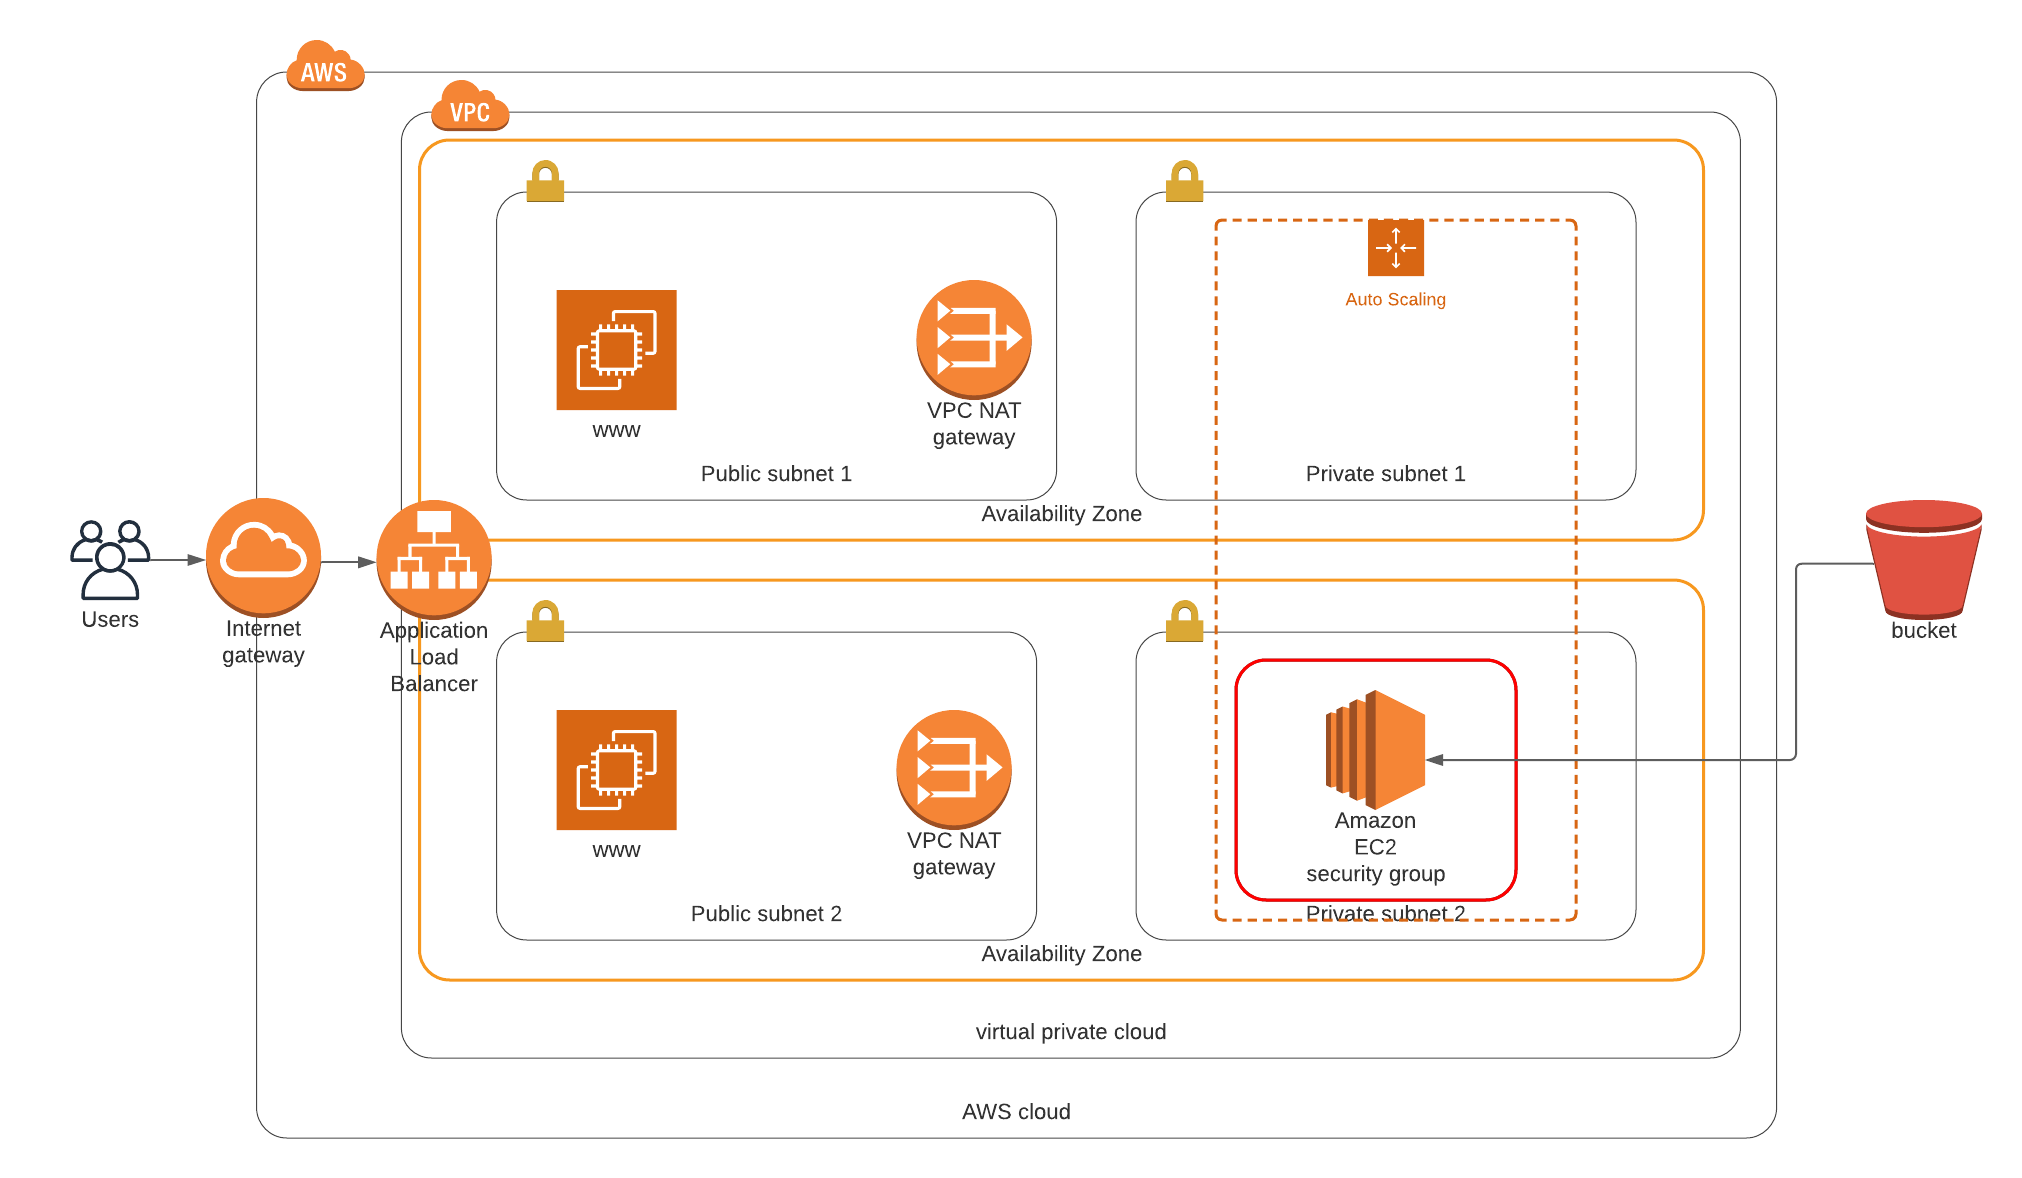 AWS
VPC
Auto Scaling
www
VPC NAT
gateway
Public subnet 1
Private subnet 1
Availability Zone
Users
Internet
gateway
Application
Load
Balancer
bucket
www
VPC NAT
gateway
Amazon
EC2
security group
Public subnet 2
Private subnet 2
Availability Zone
virtual private cloud
AWS cloud